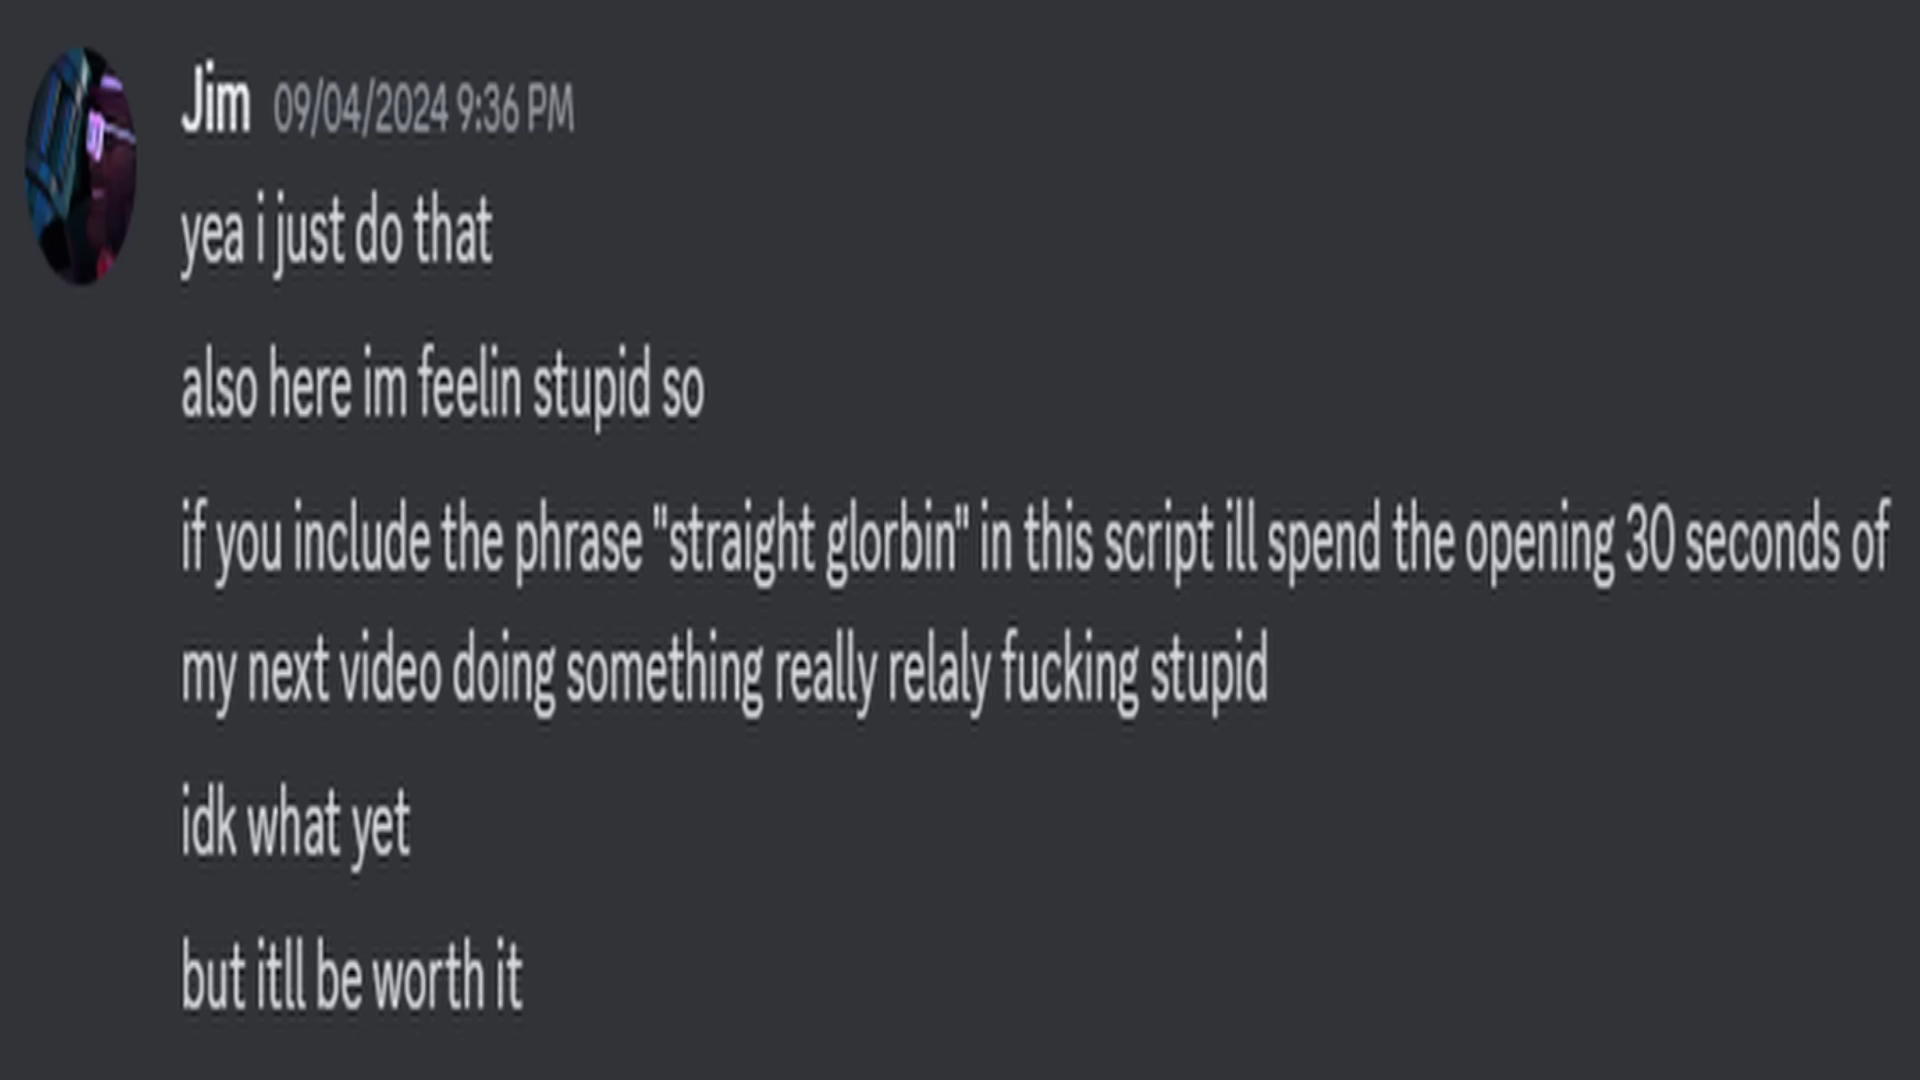 Jim 09/04/2024 9:36 PM
yea i just do that
also here im feelin stupid so
if you include the phrase "straight glorbin" in this script ill spend the opening 30 seconds of
my next video doing something really relaly fucking stupid
idk what yet
but itll be worth it